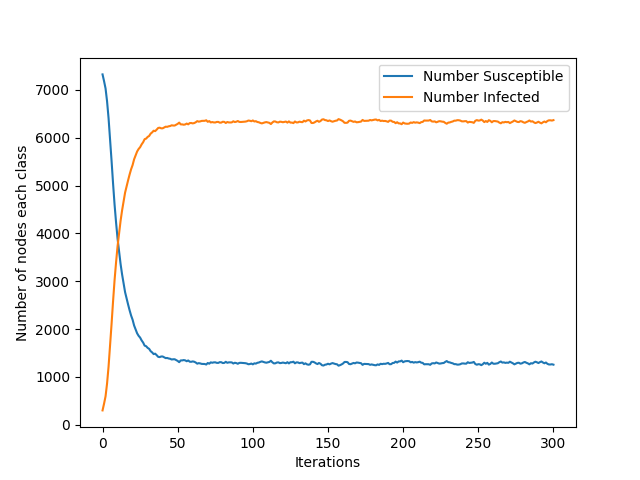 Number Susceptible
Number Infected
Number of nodes each class
7000
6000
5000
4000
3000
2000
1000
0
0 50 100 150 200 250 300
Iterations